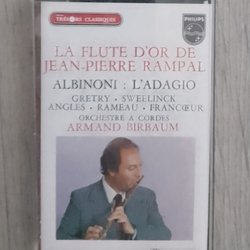 TRÉSORS CLASSIQUES
PHILIPS
LA FLUTE D'OR DE
JEAN-PIERRE RAMPAL
ALBINONI : L'ADAGIO
GRETRY • SWEELINCK
ANGLES • RAMEAU • FRANCŒUR
ORCHESTRE A CORDES
ARMAND BIRBAUM